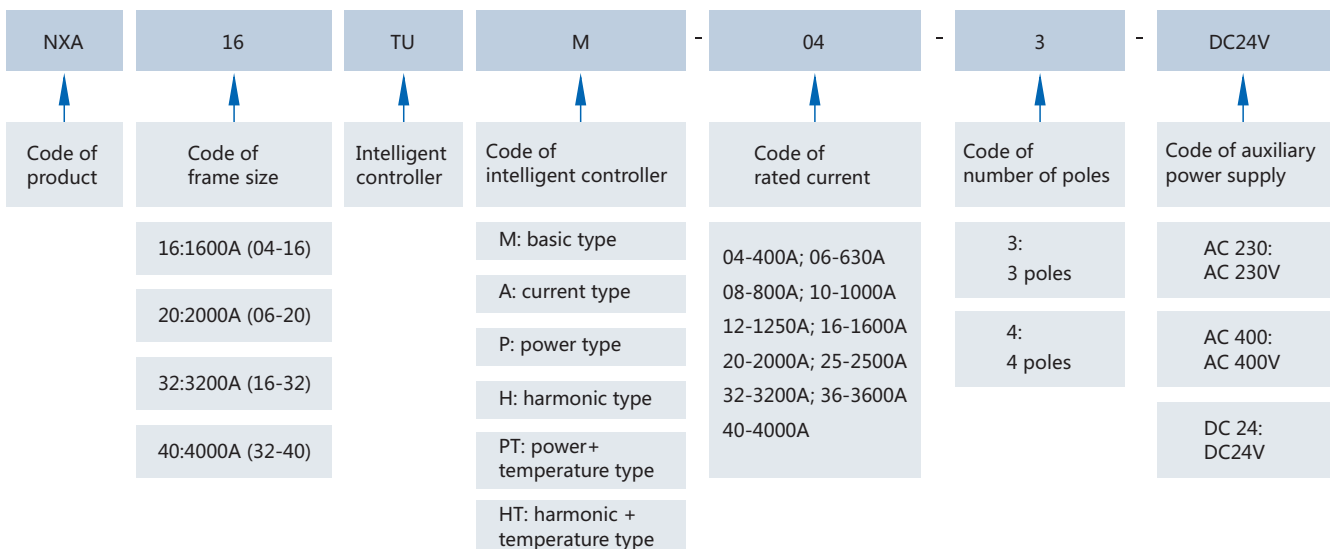 NXA 16 TU M - 04 - 3 - DC24V
Code of
product
Code of
frame size
Intelligent
controller
Code of
intelligent controller
Code of
rated current
Code of
number of poles
Code of auxiliary
power supply
16:1600A (04-16)
20:2000A (06-20)
32:3200A (16-32)
40:4000A (32-40)
M: basic type
A: current type
P: power type
H: harmonic type
PT: power+
temperature type
HT: harmonic +
temperature type
04-400A; 06-630A
08-800A; 10-1000A
12-1250A; 16-1600A
20-2000A; 25-2500A
32-3200A; 36-3600A
40-4000A
3:
3 poles
4:
4 poles
AC 230:
AC 230V
AC 400:
AC 400V
DC 24:
DC24V